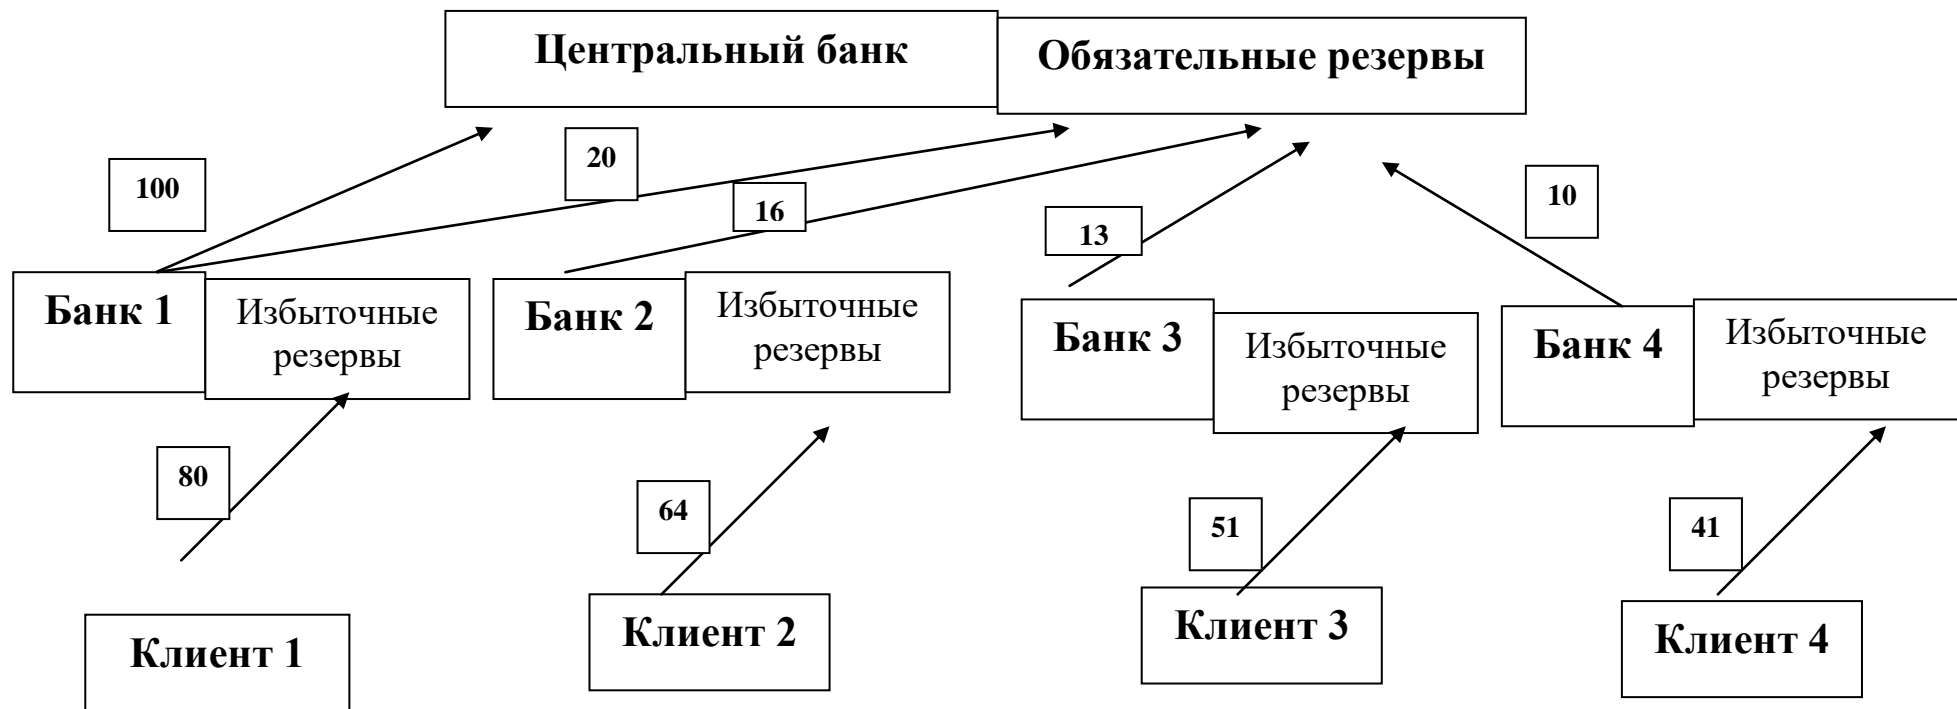 Центральный банк
Обязательные резервы
100
20
16
13
10
Банк 1
Избыточные
резервы
Банк 2
Избыточные
резервы
Банк 3
Избыточные
резервы
Банк 4
Избыточные
резервы
80
64
51
41
Клиент 1
Клиент 2
Клиент 3
Клиент 4